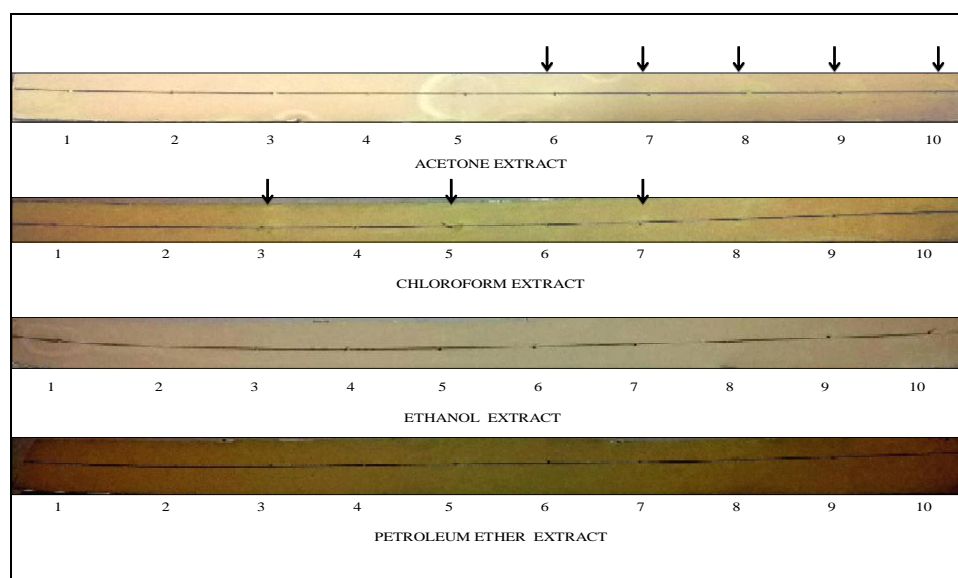 1 2 3 4 5 6 7 8 9 10
ACETONE EXTRACT
1 2 3 4 5 6 7 8 9 10
CHLOROFORM EXTRACT
1 2 3 4 5 6 7 8 9 10
ETHANOL EXTRACT
1 2 3 4 5 6 7 8 9 10
PETROLEUM ETHER EXTRACT